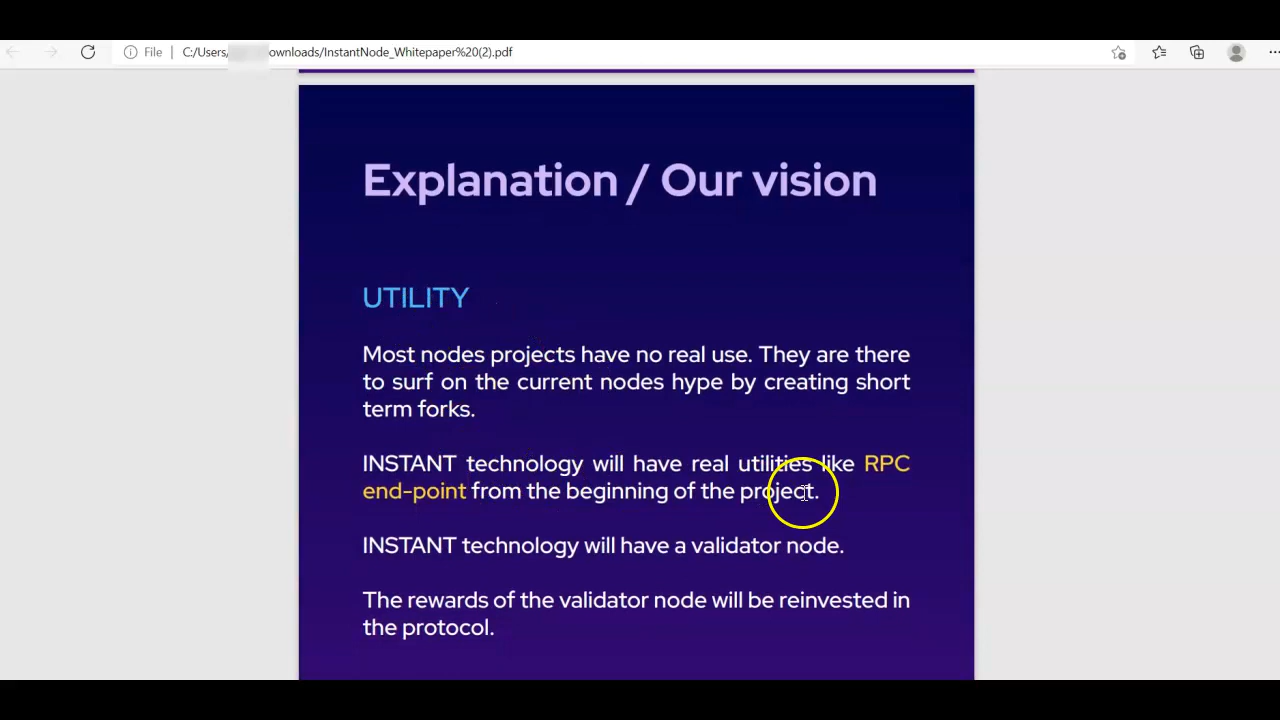 File | C:/Users/ ownloads/InstantNode_Whitepaper%20(2).pdf
Explanation / Our vision
UTILITY
Most nodes projects have no real use. They are there
to surf on the current nodes hype by creating short
term forks.
INSTANT technology will have real utilities like RPC
end-point from the beginning of the project.
INSTANT technology will have a validator node.
The rewards of the validator node will be reinvested in
the protocol.